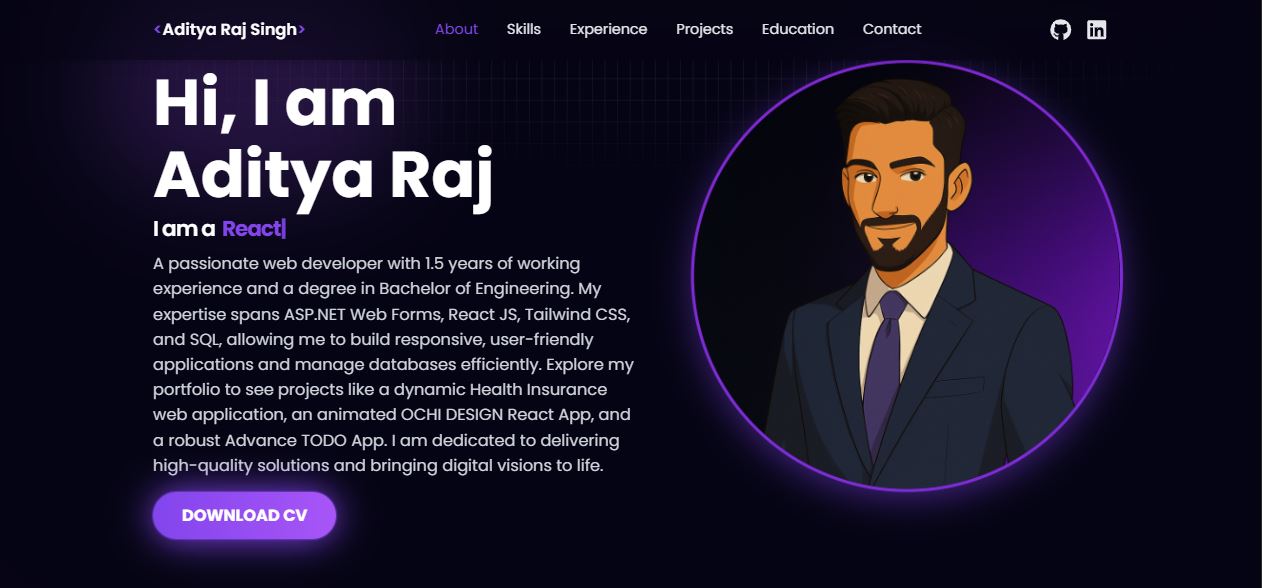 <Aditya Raj Singh>
About Skills Experience Projects Education Contact
in
Hi, I am
Aditya Raj
I am a React|
A passionate web developer with 1.5 years of working
experience and a degree in Bachelor of Engineering. My
expertise spans ASP.NET Web Forms, React JS, Tailwind CSS,
and SQL, allowing me to build responsive, user-friendly
applications and manage databases efficiently. Explore my
portfolio to see projects like a dynamic Health Insurance
web application, an animated OCHI DESIGN React App, and
a robust Advance TODO App. I am dedicated to delivering
high-quality solutions and bringing digital visions to life.
DOWNLOAD CV